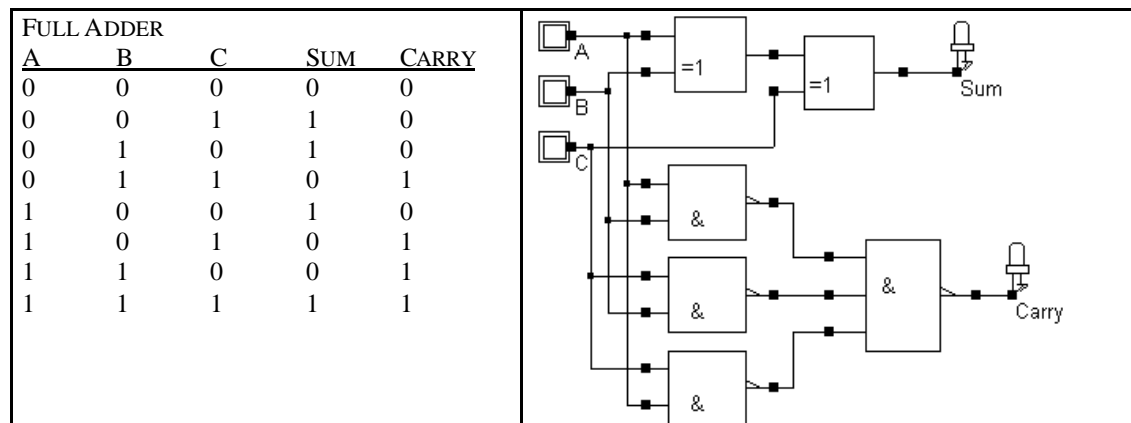 FULL ADDER
A B C SUM CARRY
0 0 0 0 0
0 0 1 1 0
0 1 0 1 0
0 1 1 0 1
1 0 0 1 0
1 0 1 0 1
1 1 0 0 1
1 1 1 1 1
A
=1
=1
Sum
B
C
&
&
Carry
&
&